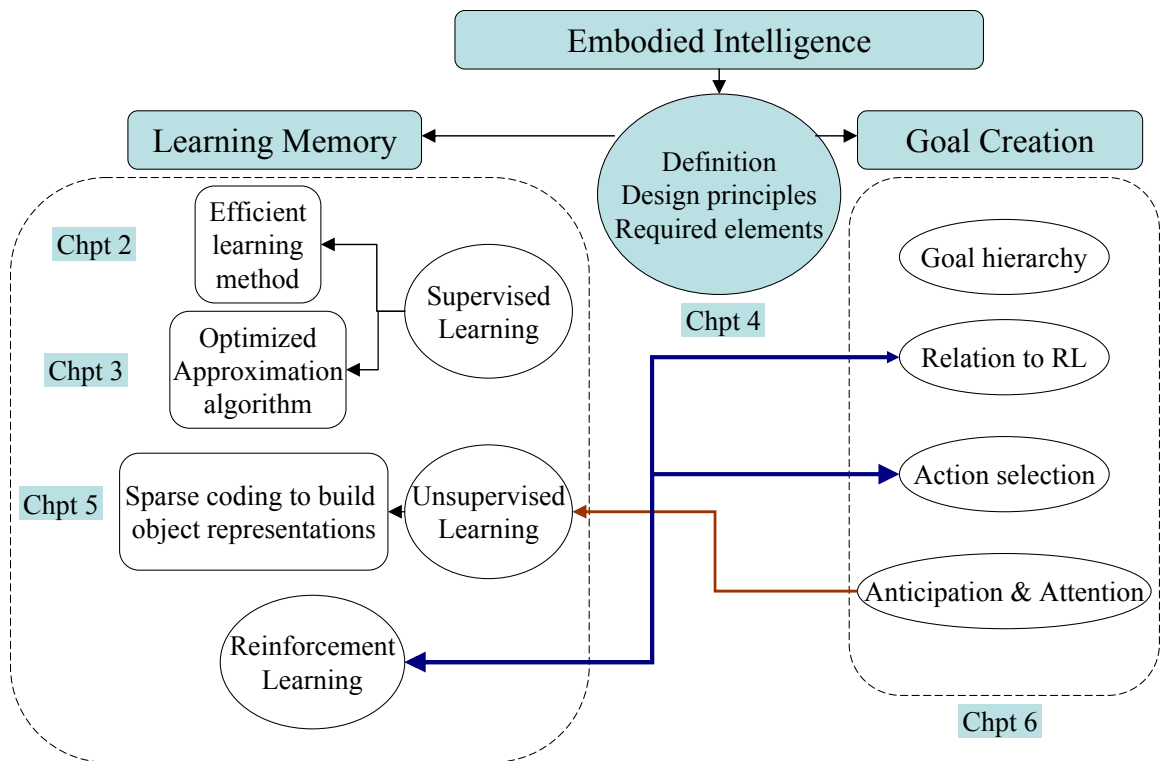 Embodied Intelligence
Learning Memory
Definition
Design principles
Required elements
Chpt 4
Goal Creation
Chpt 2
Efficient
learning
method
Supervised
Learning
Chpt 3
Optimized
Approximation
algorithm
Chpt 5
Sparse coding to build
object representations
Unsupervised
Learning
Reinforcement
Learning
Goal hierarchy
Relation to RL
Action selection
Anticipation & Attention
Chpt 6